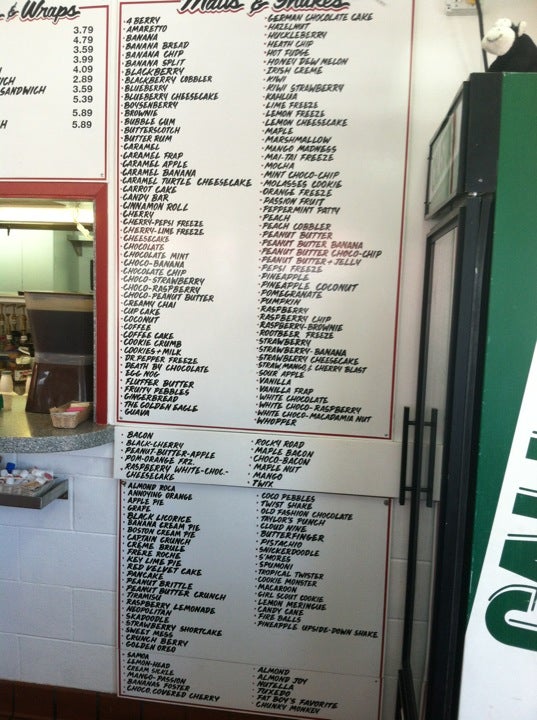 & Wraps
3.79
4.79
3.59
3.99
4.09
2.89
SANDWICH 3.59
5.39
5.89
5.89
Malts & Shakes
· 4 BERRY
· AMARETTO
· BANANA
· BANANA BREAD
· BANANA CHIP
· BANANA SPLIT
· BLACKBERRY
· BLACKBERRY COBBLER
· BLUEBERRY
· BLUEBERRY CHEESECAKE
· BOYSENBERRY
· BROWNIE
· BUBBLE GUM
· BUTTERSCOTCH
· BUTTER RUM
· CARAMEL
· CARAMEL FRAP
· CARAMEL APPLE
· CARAMEL BANANA
· CARAMEL TURTLE CHEESECAKE
· CARROT CAKE
· CANDY BAR
· CINNAMON ROLL
· CHERRY
· CHERRY-PEPSI FREEZE
· CHERRY-LIME FREEZE
· CHEESECAKE
· CHOCOLATE
· CHOCOLATE MINT
· CHOCO-BANANA
· CHOCOLATE CHIP
· CHOCO-STRAWBERRY
· CHOCO-RASPBERRY
· CHOCO-PEANUT BUTTER
· CREAMY CHAI
· CUP CAKE
· COCONUT
· COFFEE
· COFFEE CAKE
· COOKIE CRUMB
· COOKIES + MILK
· DR. PEPPER FREEZE
· DEATH BY CHOCOLATE
· EGG NOG
· FLUFFER BUTTER
· FRUITY PEBBLES
· GINGERBREAD
· THE GOLDEN EAGLE
· GUAVA
· GERMAN CHOCOLATE CAKE
· HAZELNUT
· HUCKLEBERRY
· HEATH CHIP
· HOT FUDGE
· HONEY DEW MELON
· IRISH CREME
· KIWI
· KIWI STRAWBERRY
· KAHLUA
· LIME FREEZE
· LEMON FREEZE
· LEMON CHEESECAKE
· MAPLE
· MARSHMALLOW
· MANGO MADNESS
· MAI-TAI FREEZE
· MOCHA
· MINT CHOCO-CHIP
· MOLASSES COOKIE
· ORANGE FREEZE
· PASSION FRUIT
· PEPPERMINT PATTY
· PEACH
· PEACH COBBLER
· PEANUT BUTTER
· PEANUT BUTTER BANANA
· PEANUT BUTTER CHOCO-CHIP
· PEANUT BUTTER + JELLY
· PEPSI FREEZE
· PINEAPPLE
· PINEAPPLE COCONUT
· POMEGRANATE
· PUMPKIN
· RASPBERRY
· RASPBERRY CHIP
· RASPBERRY-BROWNIE
· ROOTBEER FREEZE
· STRAWBERRY
· STRAWBERRY-BANANA
· STRAWBERRY CHEESECAKE
· STRAW.MANGO & CHERRY BLAST
· SOUR APPLE
· VANILLA
· VANILLA FRAP
· WHITE CHOCOLATE
· WHITE CHOCO-RASPBERRY
· WHITE CHOCO-MACADAMIA NUT
· WHOPPER
· BACON
· BLACK-CHERRY
· PEANUT-BUTTER-APPLE
· POM-ORANGE FRZ.
· RASPBERRY WHITE-CHOC-
CHEESECAKE
· ROCKY ROAD
· MAPLE BACON
· CHOCO-BACON
· MAPLE NUT
· MANGO
· TWIX
· ALMOND ROCA
· ANNOYING ORANGE
· APPLE PIE
· GRAPE
· BLACK LICORICE
· BANANA CREAM PIE
· BOSTON CREAM PIE
· CAPTAIN CRUNCH
· CREME BRULE
· FRERE ROCHE
· KEY LIME PIE
· RED VELVET CAKE
· PANCAKE
· PEANUT BRITTLE
· PEANUT BUTTER CRUNCH
· TIRAMISU
· RASPBERRY LEMONADE
· NEOPOLITAN
· SKADOODLE
· STRAWBERRY SHORTCAKE
· SWEET MESS
· CRUNCH BERRY
· GOLDEN OREO
· COCO PEBBLES
· TWIST SHAKE
· OLD FASHION CHOCOLATE
· TAYLOR'S PUNCH
· CLOUD NINE
· BUTTERFINGER
· PISTACHIO
· SNICKERDOODLE
· S'MORES
· SPUMONI
· TROPICAL TWISTER
· COOKIE MONSTER
· MACAROON
· GIRL SCOUT COOKIE
· LEMON MERINGUE
· CANDY CANE
· FIRE BALLS
· PINEAPPLE UPSIDE-DOWN SHAKE
· SAMOA
· LEMON-HEAD
· CREAM SICKLE
· MANGO-PASSION
· BANANAS FOSTER
· CHOCO.COVERED CHERRY
· ALMOND
· ALMOND JOY
· NUTELLA
· TUXEDO
· FAT BOY'S FAVORITE
· CHUNKY MONKEY